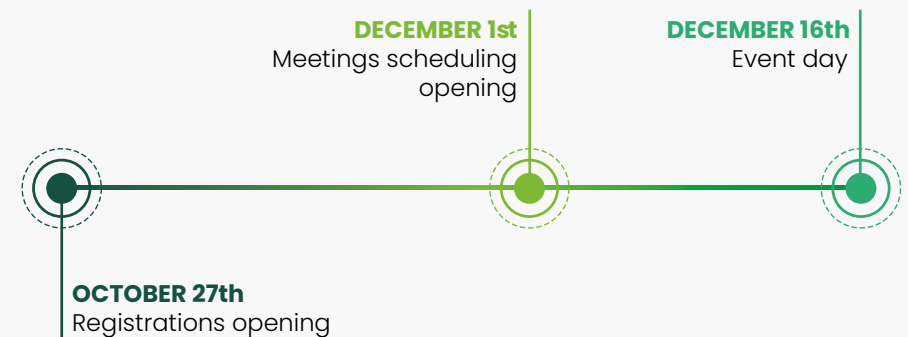 DECEMBER 1st
Meetings scheduling
opening
DECEMBER 16th
Event day
OCTOBER 27th
Registrations opening